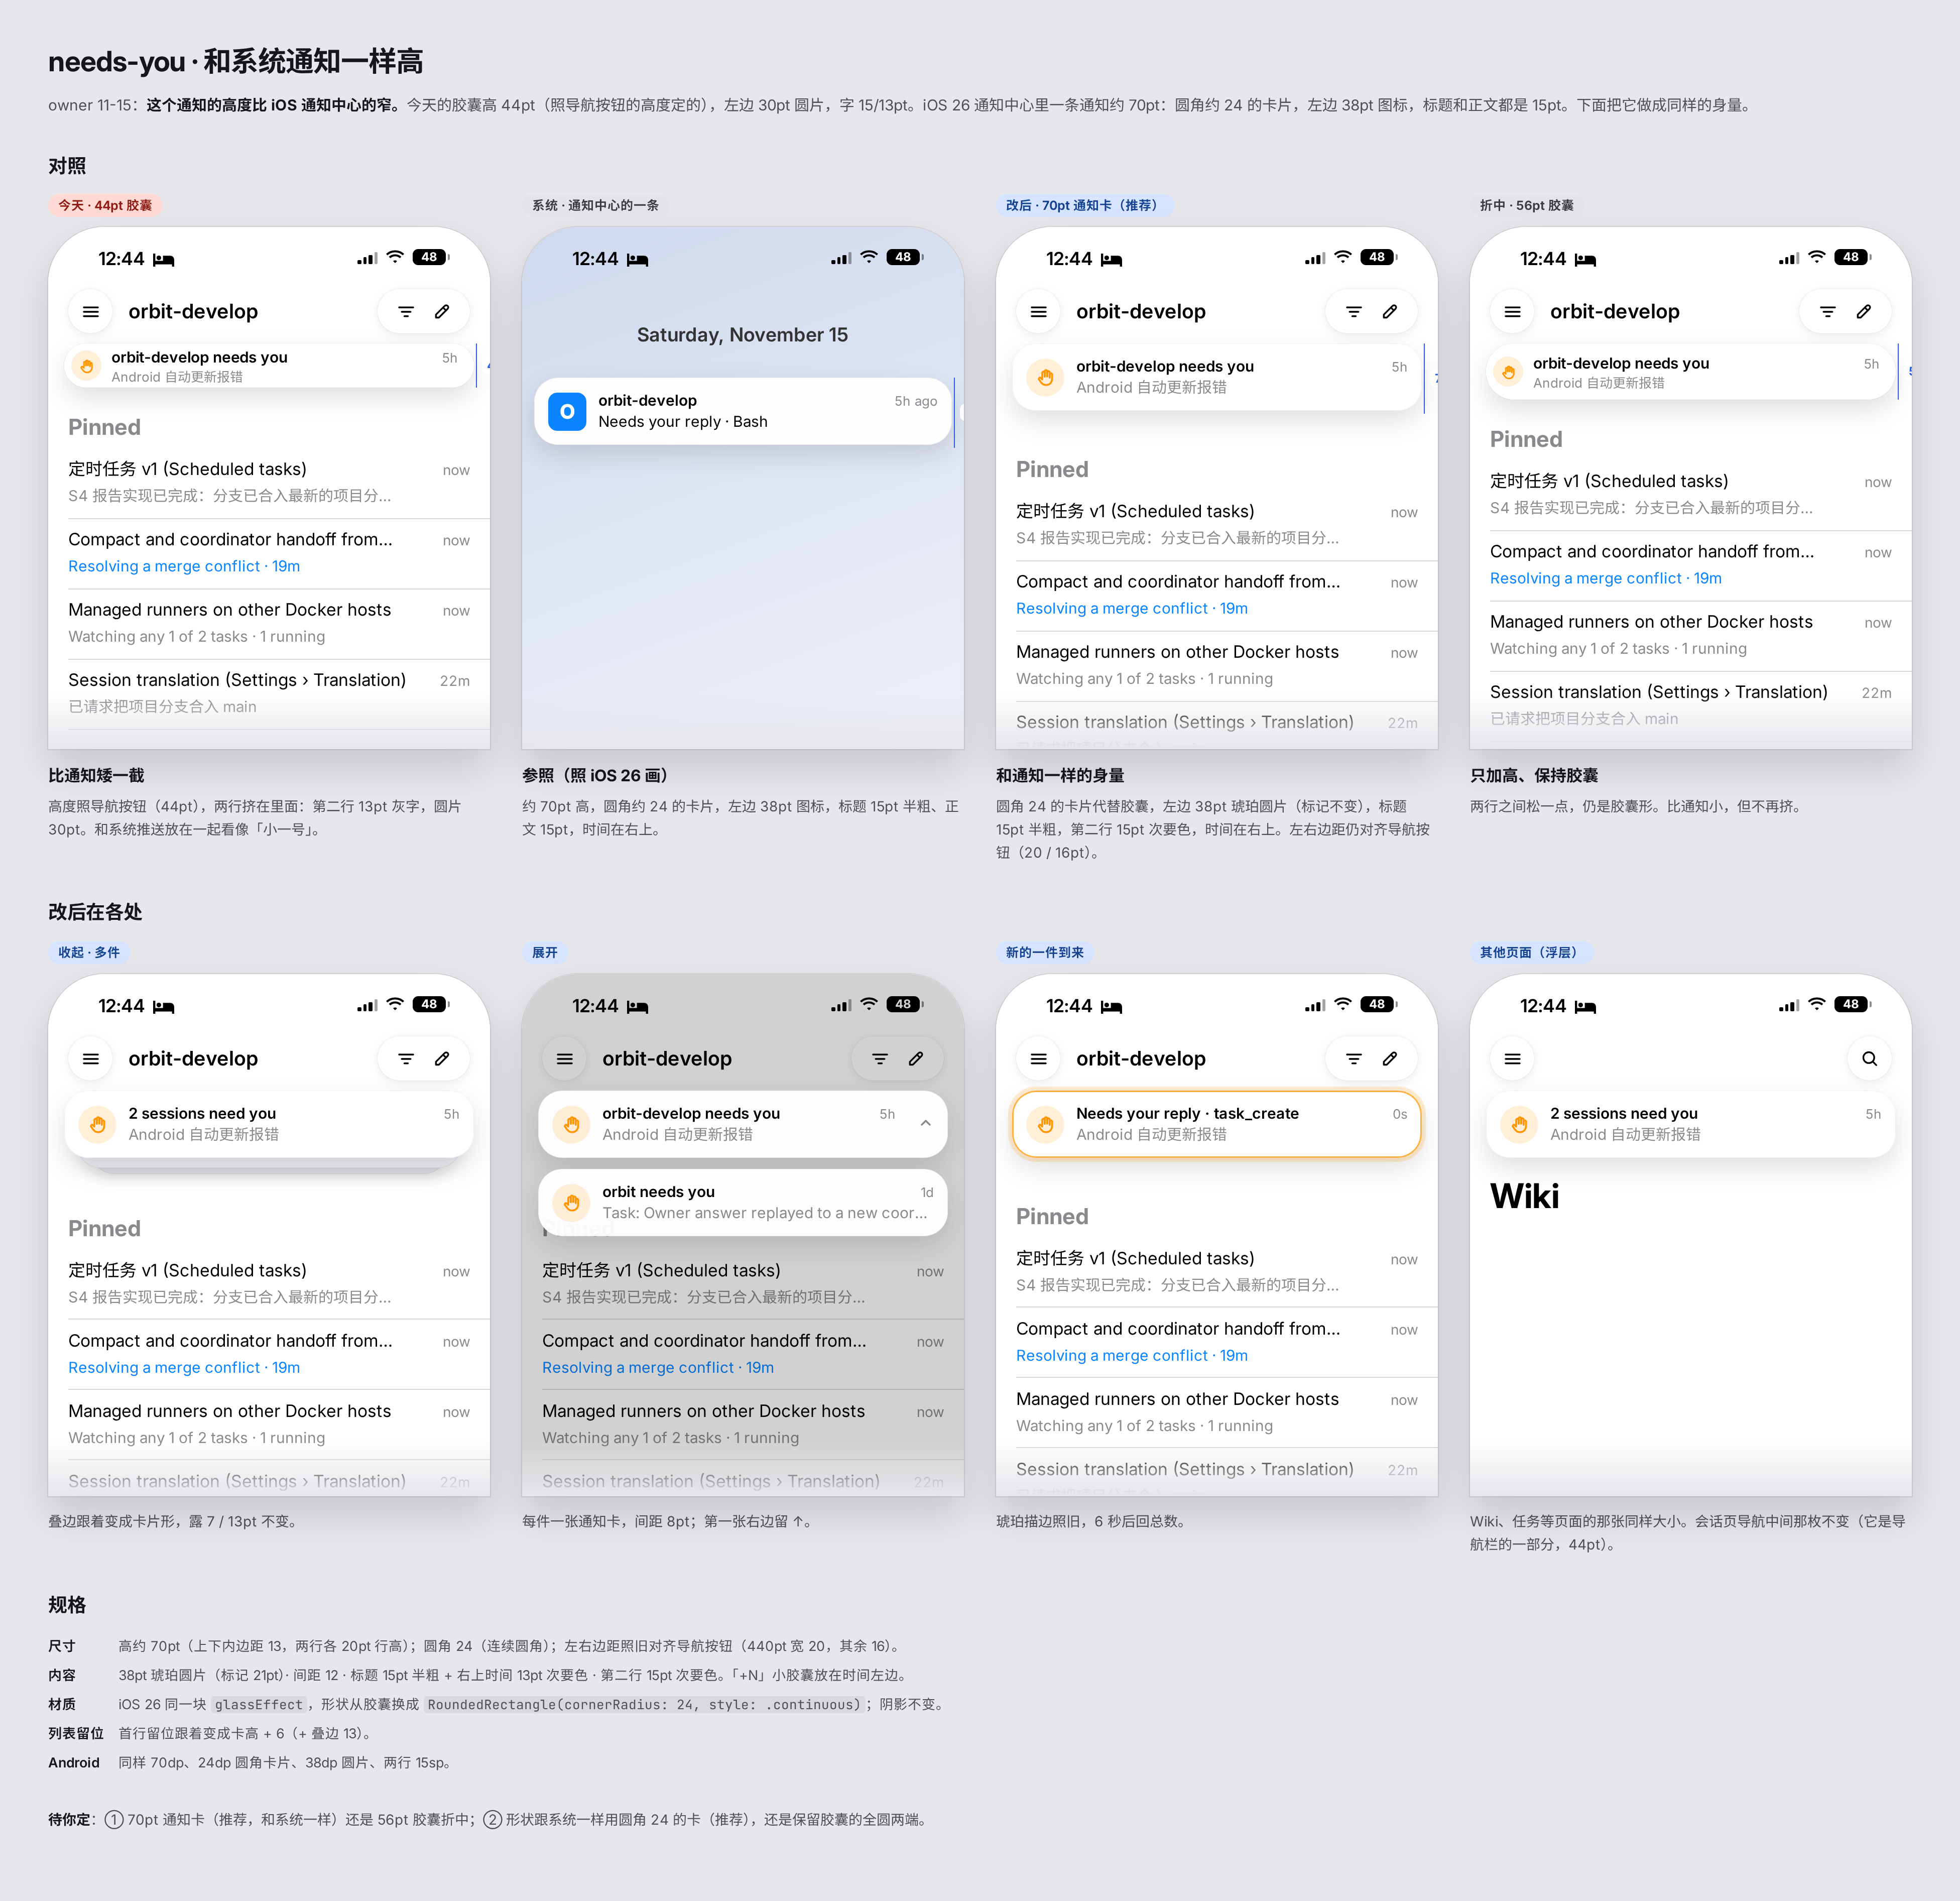 needs-you · 和系统通知一样高
owner 11-15：这个通知的高度比 iOS 通知中心的窄。今天的胶囊高 44pt（照导航按钮的高度定的），左边 30pt 圆片，字 15/13pt。iOS 26 通知中心里一条通知约 70pt：圆角约 24 的卡片，左边 38pt 图标，标题和正文都是 15pt。下面把它做成同样的身量。
对照
今天 · 44pt 胶囊
12:44
48
orbit-develop
orbit-develop needs you
5h
Android 自动更新报错
Pinned
定时任务 v1 (Scheduled tasks)
now
S4 报告实现已完成：分支已合入最新的项目分...
Compact and coordinator handoff from...
now
Resolving a merge conflict · 19m
Managed runners on other Docker hosts
now
Watching any 1 of 2 tasks · 1 running
Session translation (Settings › Translation)
22m
已请求把项目分支合入 main
比通知矮一截
高度照导航按钮（44pt），两行挤在里面：第二行 13pt 灰字，圆片
30pt。和系统推送放在一起看像「小一号」。
系统 · 通知中心的一条
12:44
48
Saturday, November 15
O
orbit-develop
5h ago
Needs your reply · Bash
参照（照 iOS 26 画）
约 70pt 高，圆角约 24 的卡片，左边 38pt 图标，标题 15pt 半粗、正
文 15pt，时间在右上。
改后 · 70pt 通知卡（推荐）
12:44
48
orbit-develop
orbit-develop needs you
5h
Android 自动更新报错
Pinned
定时任务 v1 (Scheduled tasks)
now
S4 报告实现已完成：分支已合入最新的项目分...
Compact and coordinator handoff from...
now
Resolving a merge conflict · 19m
Managed runners on other Docker hosts
now
Watching any 1 of 2 tasks · 1 running
Session translation (Settings › Translation)
22m
和通知一样的身量
圆角 24 的卡片代替胶囊，左边 38pt 琥珀圆片（标记不变），标题
15pt 半粗，第二行 15pt 次要色，时间在右上。左右边距仍对齐导航按
钮（20 / 16pt）。
折中 · 56pt 胶囊
12:44
48
orbit-develop
orbit-develop needs you
5h
Android 自动更新报错
Pinned
定时任务 v1 (Scheduled tasks)
now
S4 报告实现已完成：分支已合入最新的项目分...
Compact and coordinator handoff from...
now
Resolving a merge conflict · 19m
Managed runners on other Docker hosts
now
Watching any 1 of 2 tasks · 1 running
Session translation (Settings › Translation)
22m
已请求把项目分支合入 main
只加高、保持胶囊
两行之间松一点，仍是胶囊形。比通知小，但不再挤。
改后在各处
收起 · 多件
12:44
48
orbit-develop
2 sessions need you
5h
Android 自动更新报错
Pinned
定时任务 v1 (Scheduled tasks)
now
S4 报告实现已完成：分支已合入最新的项目分...
Compact and coordinator handoff from...
now
Resolving a merge conflict · 19m
Managed runners on other Docker hosts
now
Watching any 1 of 2 tasks · 1 running
Session translation (Settings › Translation)
22m
叠边跟着变成卡片形，露 7 / 13pt 不变。
展开
12:44
48
orbit-develop
orbit-develop needs you
5h
Android 自动更新报错
orbit needs you
1d
Task: Owner answer replayed to a new coor...
定时任务 v1 (Scheduled tasks)
now
S4 报告实现已完成：分支已合入最新的项目分...
Compact and coordinator handoff from...
now
Resolving a merge conflict · 19m
Managed runners on other Docker hosts
now
Watching any 1 of 2 tasks · 1 running
Session translation (Settings › Translation)
22m
每件一张通知卡，间距 8pt；第一张右边留 ↑。
新的一件到来
12:44
48
orbit-develop
Needs your reply · task_create
0s
Android 自动更新报错
Pinned
定时任务 v1 (Scheduled tasks)
now
S4 报告实现已完成：分支已合入最新的项目分...
Compact and coordinator handoff from...
now
Resolving a merge conflict · 19m
Managed runners on other Docker hosts
now
Watching any 1 of 2 tasks · 1 running
Session translation (Settings › Translation)
22m
琥珀描边照旧，6 秒后回总数。
其他页面（浮层）
12:44
48
2 sessions need you
5h
Android 自动更新报错
Wiki
Wiki、任务等页面的那张同样大小。会话页导航中间那枚不变（它是导
航栏的一部分，44pt）。
规格
尺寸 高约 70pt（上下内边距 13，两行各 20pt 行高）；圆角 24（连续圆角）；左右边距照旧对齐导航按钮（440pt 宽 20，其余 16）。
内容 38pt 琥珀圆片（标记 21pt）· 间距 12 · 标题 15pt 半粗 + 右上时间 13pt 次要色 · 第二行 15pt 次要色。「+N」小胶囊放在时间左边。
材质 iOS 26 同一块 glassEffect，形状从胶囊换成 RoundedRectangle(cornerRadius: 24, style: .continuous)；阴影不变。
列表留位 首行留位跟着变成卡高 + 6（+ 叠边 13）。
Android 同样 70dp、24dp 圆角卡片、38dp 圆片、两行 15sp。
待你定：① 70pt 通知卡（推荐，和系统一样）还是 56pt 胶囊折中；② 形状跟系统一样用圆角 24 的卡（推荐），还是保留胶囊的全圆两端。